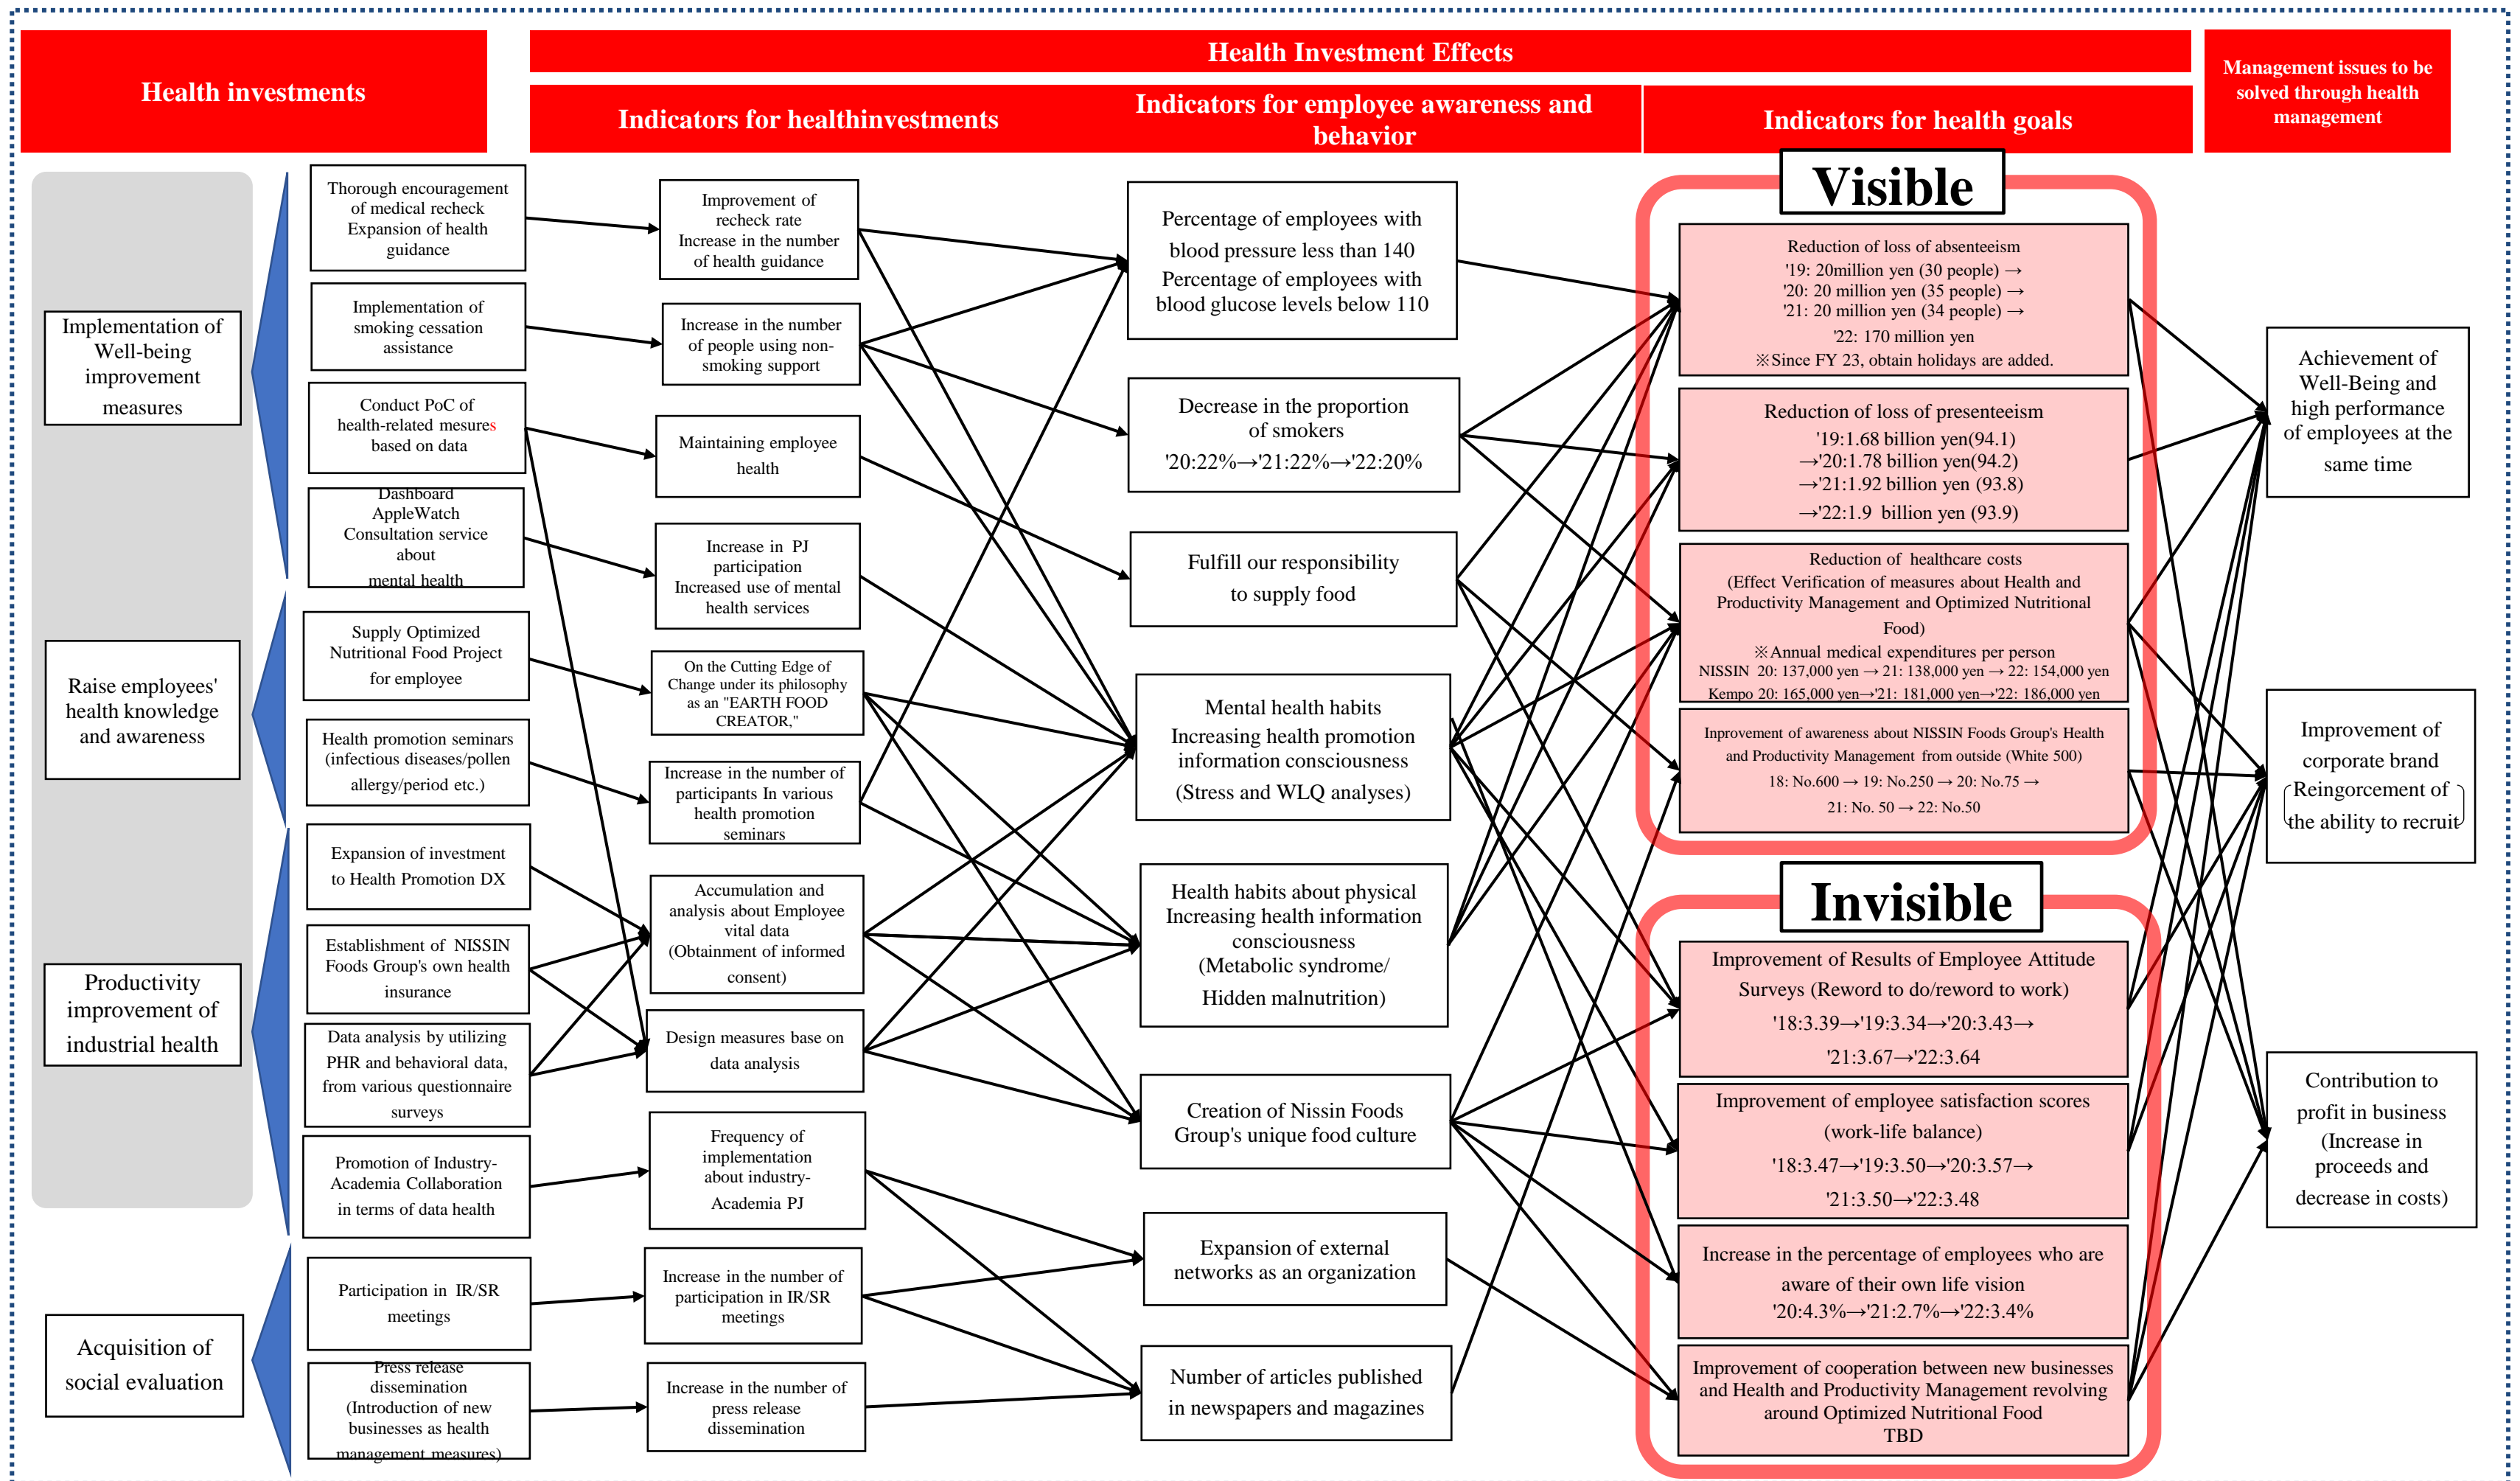 Health investments
Health Investment Effects
Indicators for healthinvestments
Indicators for employee awareness and
behavior
Indicators for health goals
Management issues to be
solved through health
management
Implementation of
Well-being
improvement
measures
Raise employees'
health knowledge
and awareness
Productivity
improvement of
industrial health
Acquisition of
social evaluation
Thorough encouragement
of medical recheck
Expansion of health
guidance
Implementation of
smoking cessation
assistance
Conduct PoC of
health-related mesures
based on data
Dashboard
AppleWatch
Consultation service
about
mental health
Supply Optimized
Nutritional Food Project
for employee
Health promotion seminars
(infectious diseases/pollen
allergy/period etc.)
Expansion of investment
to Health Promotion DX
Establishment of NISSIN
Foods Group's own health
insurance
Data analysis by utilizing
PHR and behavioral data,
from various questionnaire
surveys
Promotion of Industry-
Academia Collaboration
in terms of data health
Participation in IR/SR
meetings
Press release
dissemination
(Introduction of new
businesses as health
management measures)
Improvement of
recheck rate
Increase in the number
of health guidance
Increase in the number
of people using non-
smoking support
Maintaining employee
health
Increase in PJ
participation
Increased use of mental
health services
On the Cutting Edge of
Change under its philosophy
as an "EARTH FOOD
CREATOR,"
Increase in the number of
participants In various
health promotion
seminars
Accumulation and
analysis about Employee
vital data
(Obtainment of informed
consent)
Design measures base on
data analysis
Frequency of
implementation
about industry-
Academia PJ
Increase in the number of
participation in IR/SR
meetings
Increase in the number of
press release
dissemination
Percentage of employees with
blood pressure less than 140
Percentage of employees with
blood glucose levels below 110
Decrease in the proportion
of smokers
'20:22%→'21:22%→'22:20%
Fulfill our responsibility
to supply food
Mental health habits
Increasing health promotion
information consciousness
(Stress and WLQ analyses)
Health habits about physical
Increasing health information
consciousness
(Metabolic syndrome/
Hidden malnutrition)
Creation of Nissin Foods
Group's unique food culture
Expansion of external
networks as an organization
Number of articles published
in newspapers and magazines
Visible
Reduction of loss of absenteeism
'19: 20million yen (30 people) →
'20: 20 million yen (35 people) →
'21: 20 million yen (34 people) →
'22: 170 million yen
※Since FY 23, obtain holidays are added.
Reduction of loss of presenteeism
'19:1.68 billion yen(94.1)
→'20:1.78 billion yen(94.2)
→'21:1.92 billion yen (93.8)
→'22:1.9 billion yen (93.9)
Reduction of healthcare costs
(Effect Verification of measures about Health and
Productivity Management and Optimized Nutritional
Food)
※Annual medical expenditures per person
NISSIN 20: 137,000 yen → 21: 138,000 yen → 22: 154,000 yen
Kempo 20: 165,000 yen→'21: 181,000 yen→'22: 186,000 yen
Inprovement of awareness about NISSIN Foods Group's Health
and Productivity Management from outside (White 500)
18: No.600 → 19: No.250 → 20: No.75 →
21: No. 50 → 22: No.50
Invisible
Improvement of Results of Employee Attitude
Surveys (Reword to do/reword to work)
'18:3.39→'19:3.34→'20:3.43→
'21:3.67→'22:3.64
Improvement of employee satisfaction scores
(work-life balance)
'18:3.47→'19:3.50→'20:3.57→
'21:3.50→'22:3.48
Increase in the percentage of employees who are
aware of their own life vision
'20:4.3%→'21:2.7%→'22:3.4%
Improvement of cooperation between new businesses
and Health and Productivity Management revolving
around Optimized Nutritional Food
TBD
Achievement of
Well-Being and
high performance
of employees at the
same time
Improvement of
corporate brand
(Reingorcement of
the ability to recruit)
Contribution to
profit in business
(Increase in
proceeds and
decrease in costs)